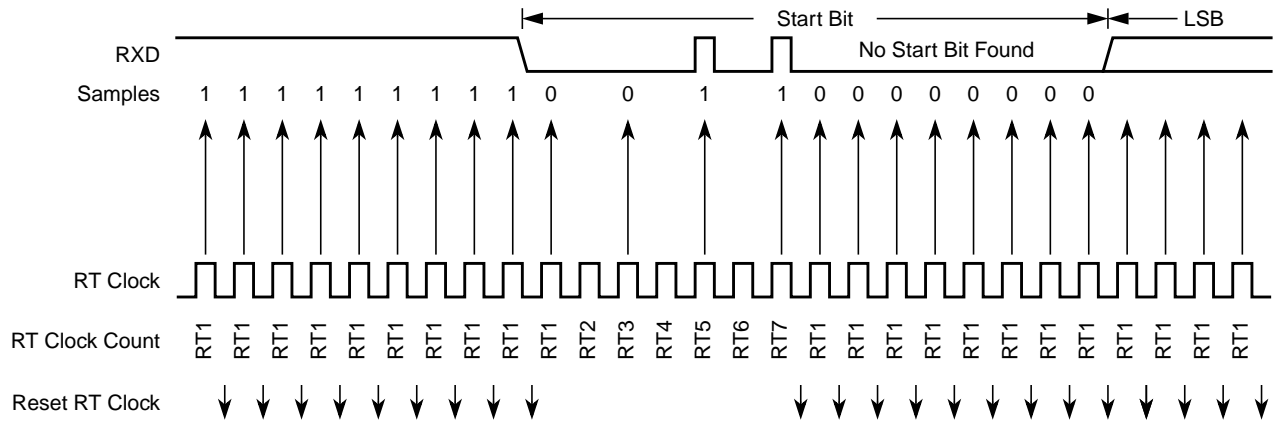 Start Bit LSB
RXD No Start Bit Found
Samples 1 1 1 1 1 1 1 1 1 0 0 1 1 0 0 0 0 0 0 0 0
RT Clock
RT Clock Count RT1 RT1 RT1 RT1 RT1 RT1 RT1 RT1 RT1 RT1 RT2 RT3 RT4 RT5 RT6 RT7 RT1 RT1 RT1 RT1 RT1 RT1 RT1 RT1 RT1 RT1 RT1 RT1
Reset RT Clock